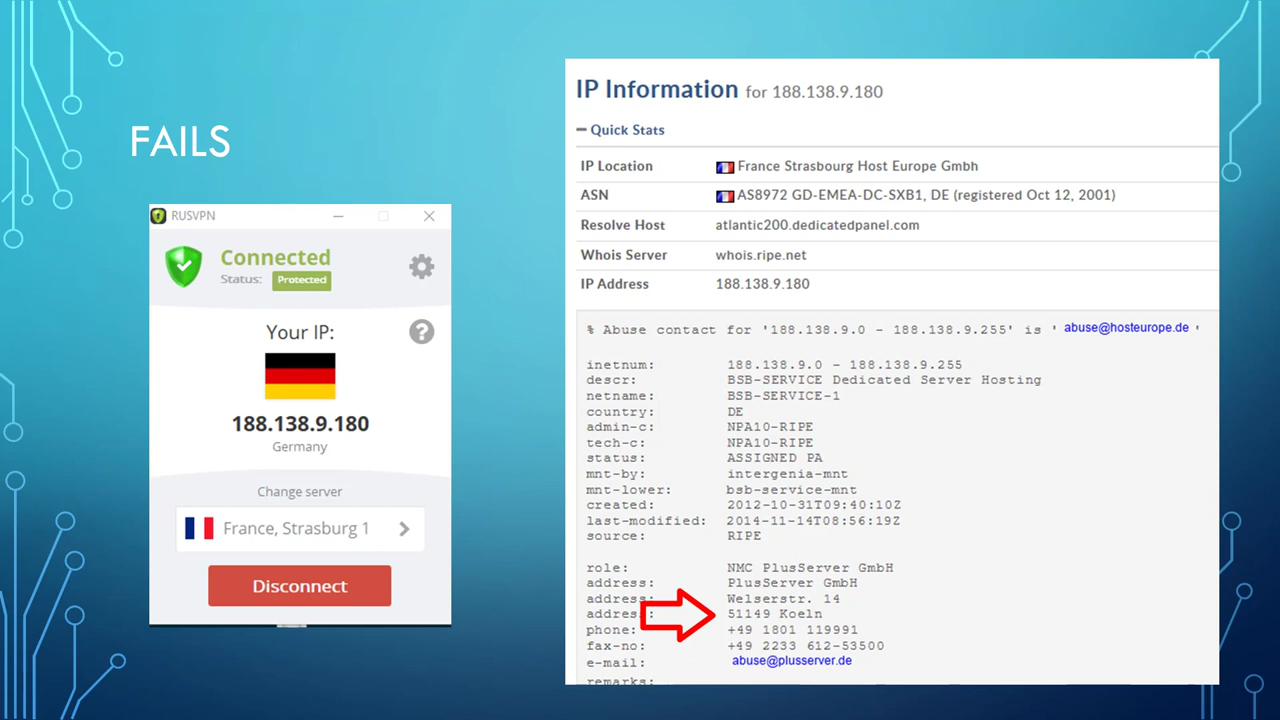 FAILS
RUSVPN
Connected
Status: Protected
Your IP:
188.138.9.180
Germany
Change server
France, Strasburg 1
Disconnect
IP Information for 188.138.9.180
Quick Stats
IP Location France Strasbourg Host Europe Gmbh
ASN AS8972 GD-EMEA-DC-SXB1, DE (registered Oct 12, 2001)
Resolve Host atlantic200.dedicatedpanel.com
Whois Server whois.ripe.net
IP Address 188.138.9.180
% Abuse contact for '188.138.9.0 - 188.138.9.255' is ' abuse@hosteurope.de '
inetnum: 188.138.9.0 - 188.138.9.255
descr: BSB-SERVICE Dedicated Server Hosting
netname: BSB-SERVICE-1
country: DE
admin-c: NPA10-RIPE
tech-c: NPA10-RIPE
status: ASSIGNED PA
mnt-by: intergenia-mnt
mnt-lower: bsb-service-mnt
created: 2012-10-31T09:40:10Z
last-modified: 2014-11-14T08:56:19Z
source: RIPE
role: NMC PlusServer GmbH
address: PlusServer GmbH
address: Welserstr. 14
address: 51149 Koeln
phone: +49 1801 119991
fax-no: +49 2233 612-53500
e-mail: abuse@plusserver.de
remarks: